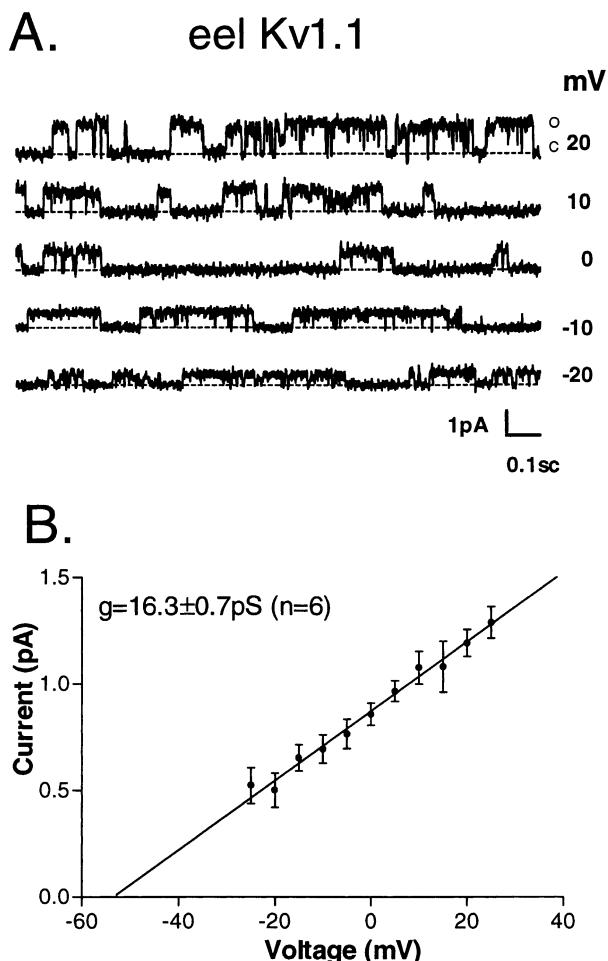 A. eel Kv1.1
mV
O
C 20
10
0
-10
-20
1pA
0.1sc
B.
g=16.3±0.7pS (n=6)
1.5
1.0
0.5
0.0
Current (pA)
-60 -40 -20 0 20 40
Voltage (mV)